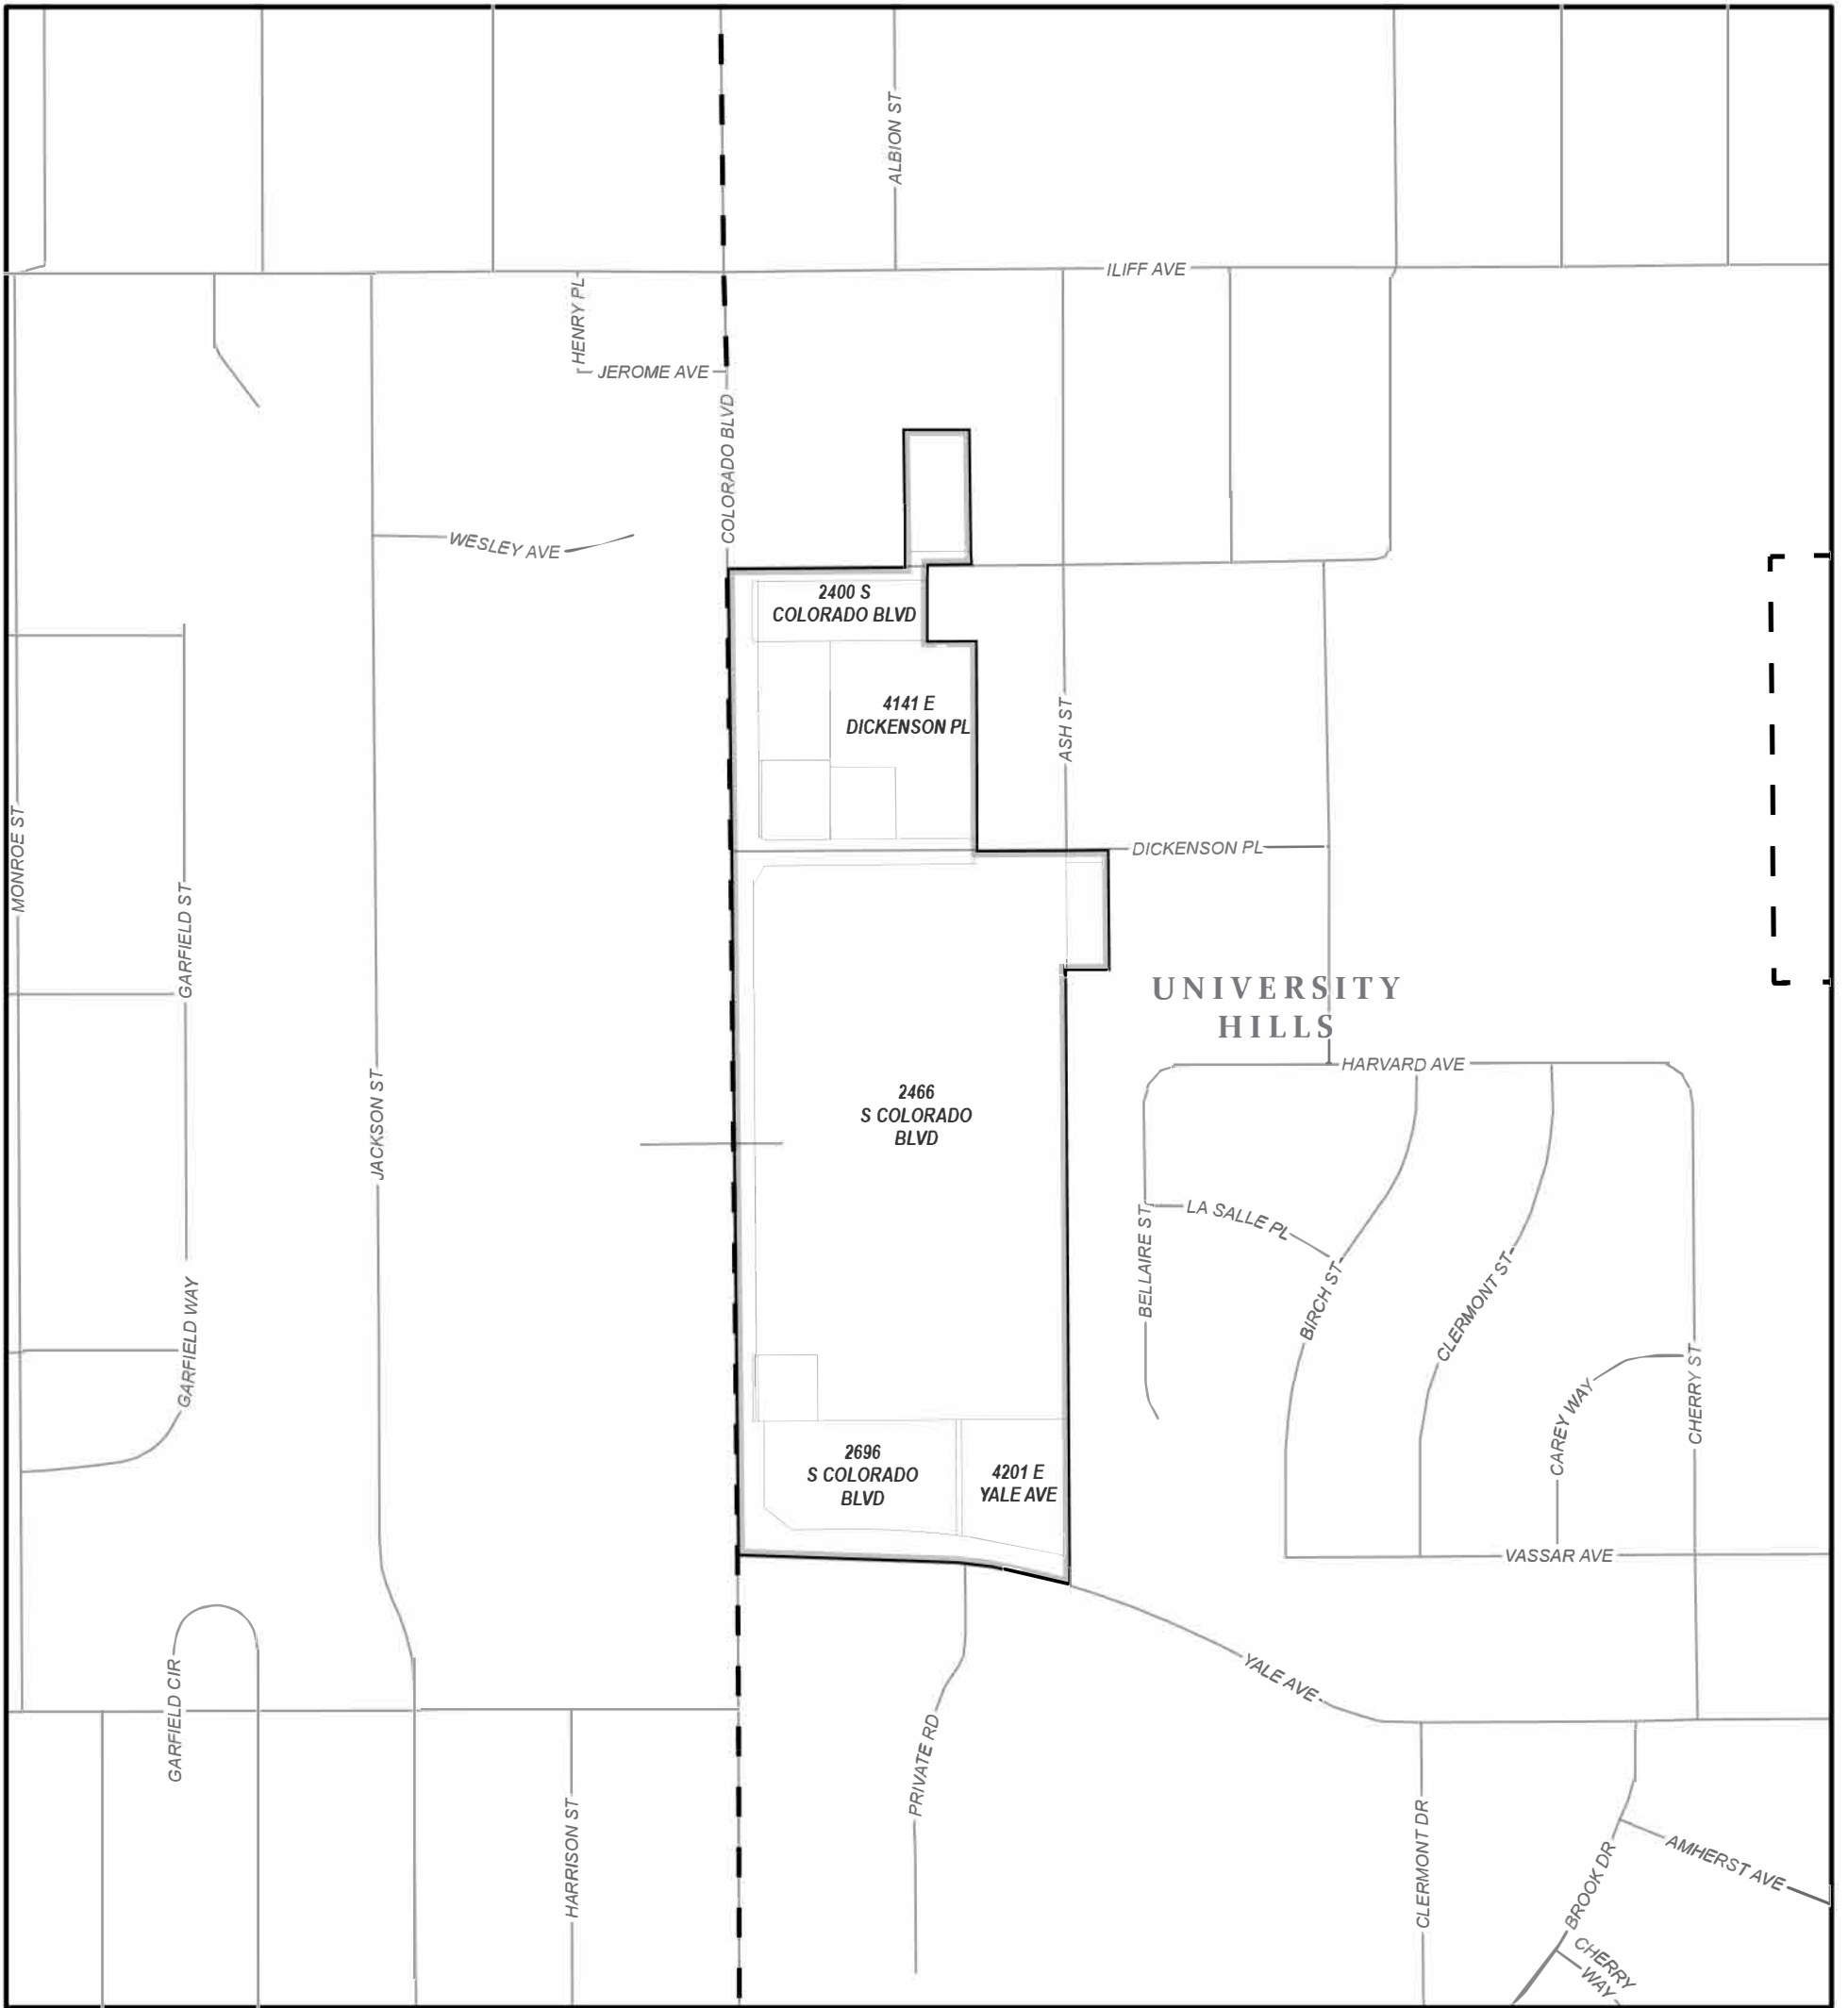 ALBION ST
ILIFF AVE
HENRY PL
JEROME AVE
COLORADO BLVD
WESLEY AVE
2400 S
COLORADO BLVD
4141 E
DICKENSON PL
ASH ST
MONROE ST
GARFIELD ST
DICKENSON PL
UNIVERSITY
HILLS
HARVARD AVE
JACKSON ST
2466
S COLORADO
BLVD
LA SALLE PL
BELLAIRE ST
BIRCH ST
CLERMONT ST
GARFIELD WAY
CAREY WAY
CHERRY ST
2696
S COLORADO
BLVD
4201 E
YALE AVE
VASSAR AVE
GARFIELD CIR
YALE AVE
PRIVATE RD
HARRISON ST
CLERMONT DR
BROOK DR
AMHERST AVE
CHERRY
WAY